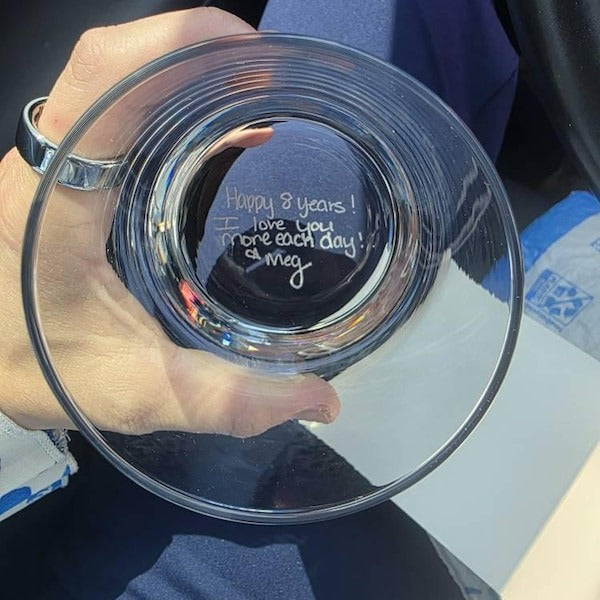 Happy 8 years!
I love you
more each day!
Meg